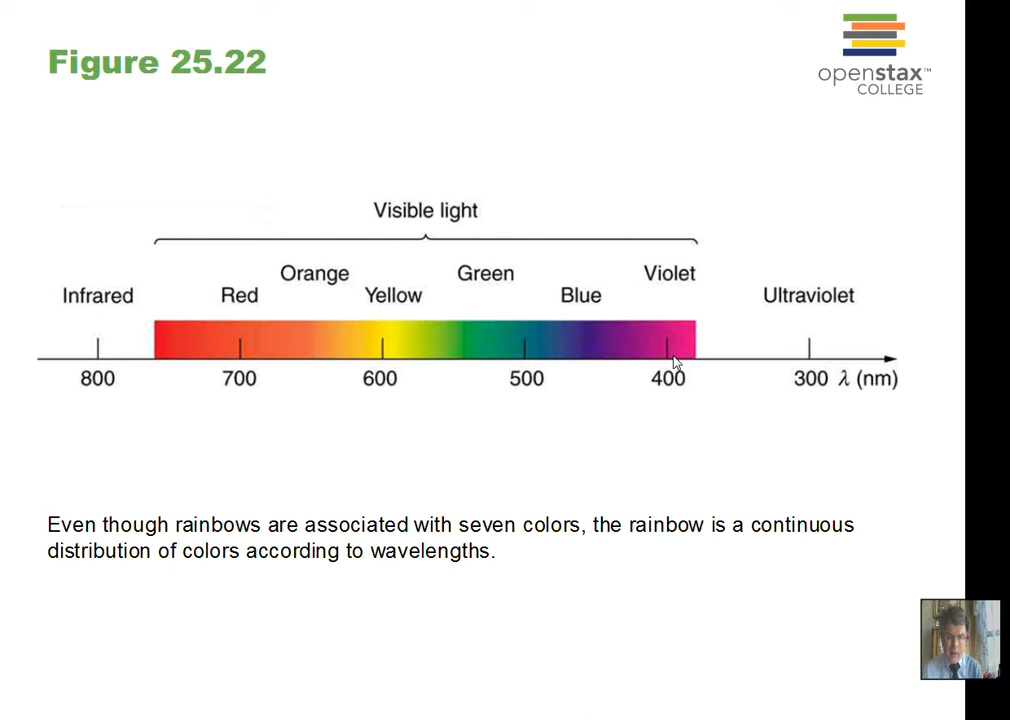 Figure 25.22
openstax™
COLLEGE
Visible light
Orange Green Violet
Infrared Red Yellow Blue Ultraviolet
800 700 600 500 400 300 λ (nm)
Even though rainbows are associated with seven colors, the rainbow is a continuous
distribution of colors according to wavelengths.